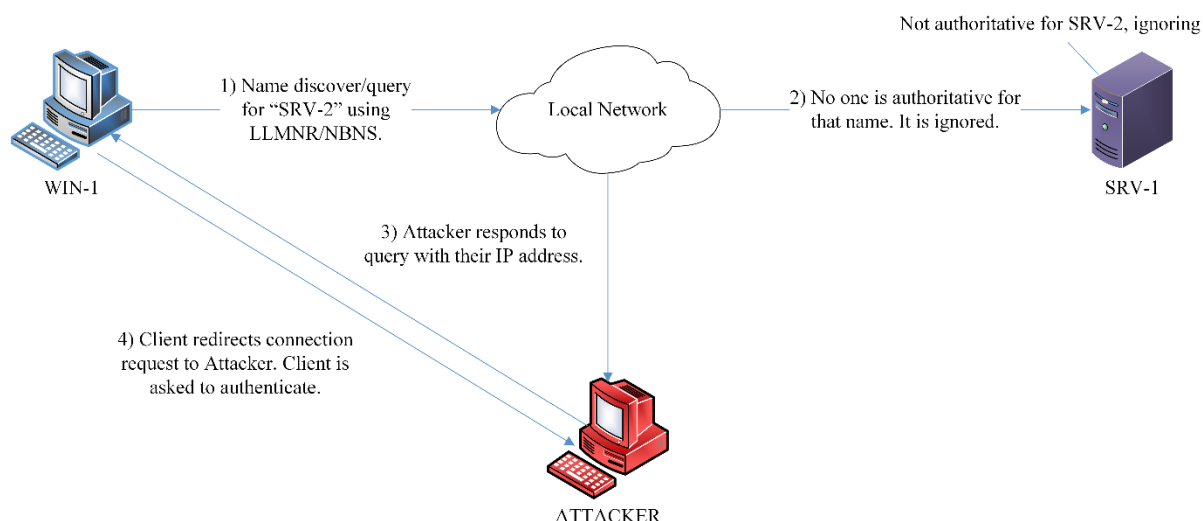 Not authoritative for SRV-2, ignoring
1) Name discover/query
for “SRV-2” using
LLMNR/NBNS.
Local Network
2) No one is authoritative for
that name. It is ignored.
WIN-1
SRV-1
3) Attacker responds to
query with their IP address.
4) Client redirects connection
request to Attacker. Client is
asked to authenticate.
ATTACKER